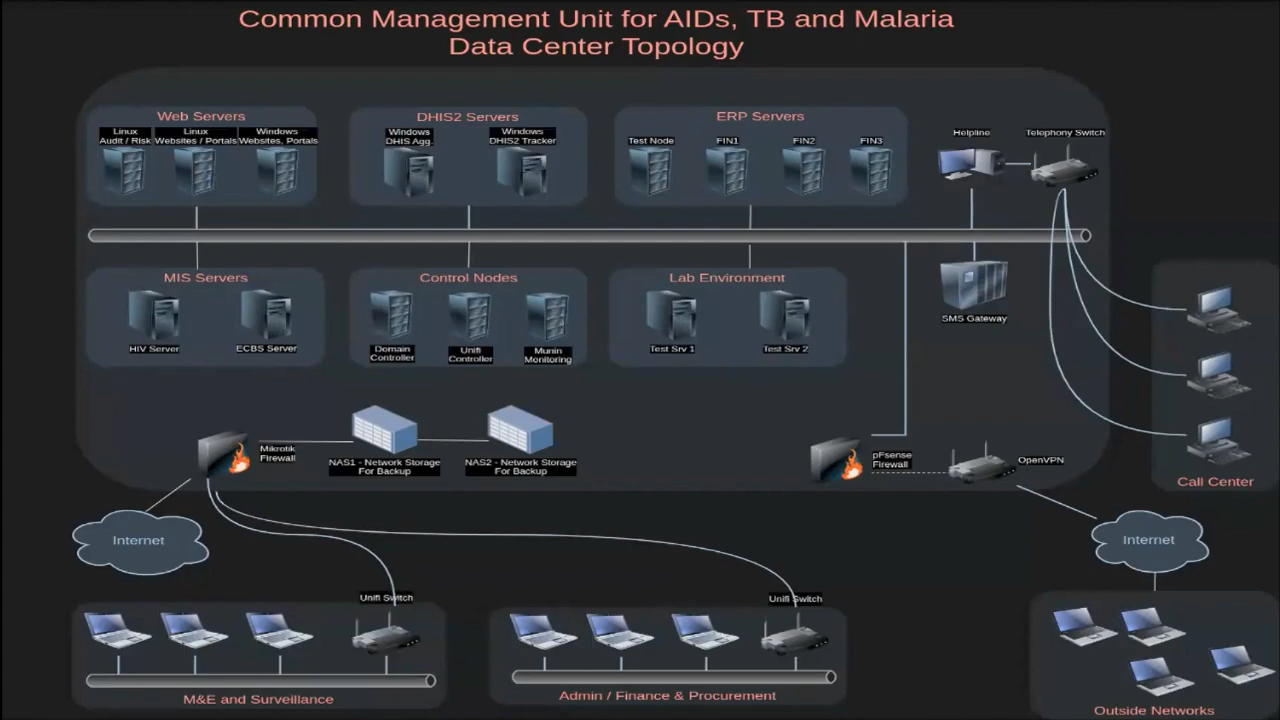 Common Management Unit for AIDs, TB and Malaria
Data Center Topology
Web Servers
Linux
Audit / Risk
Linux
Websites / Portals
Windows
Websites, Portals
DHIS2 Servers
Windows
DHIS Agg.
Windows
DHIS2 Tracker
ERP Servers
Test Node
FIN1
FIN2
FIN3
Helpline
Telephony Switch
MIS Servers
HIV Server
ECBS Server
Control Nodes
Domain
Controller
Unifi
Controller
Munin
Monitoring
Lab Environment
Test Srv 1
Test Srv 2
SMS Gateway
Mikrotik
Firewall
NAS1 - Network Storage
For Backup
NAS2 - Network Storage
For Backup
pFsense
Firewall
OpenVPN
Call Center
Internet
Internet
Unifi Switch
Unifi Switch
M&E and Surveillance
Admin / Finance & Procurement
Outside Networks